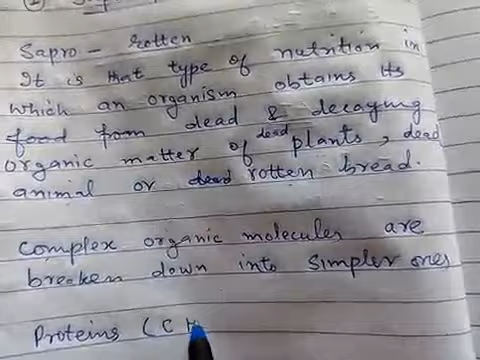 Sapro - rotten
It is that type of nutrition in
which an organism obtains its
food from dead & decaying
organic matter of dead plants, dead
animal or dead rotten bread.
complex organic molecules are
breaken down into simpler ones
Proteins (C H